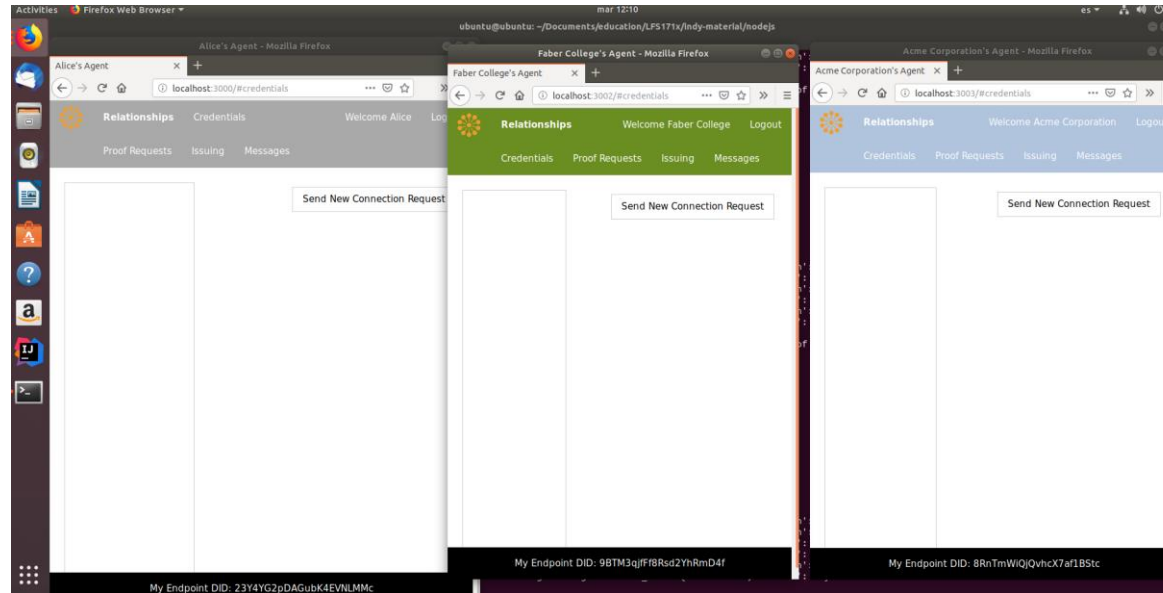 Activities Firefox Web Browser mar 12:10 es
ubuntu@ubuntu: ~/Documents/education/LFS171x/indy-material/nodejs
Alice's Agent - Mozilla Firefox
Alice's Agent
localhost:3000/#credentials
Relationships Credentials Welcome Alice
Proof Requests Issuing Messages
Send New Connection Request
My Endpoint DID: 23Y4YG2pDAGubK4EVNLMMc
Faber College's Agent - Mozilla Firefox
Faber College's Agent
localhost:3002/#credentials
Relationships Welcome Faber College Logout
Credentials Proof Requests Issuing Messages
Send New Connection Request
My Endpoint DID: 9BTM3qjfFf8Rsd2YhRmD4f
Acme Corporation's Agent - Mozilla Firefox
Acme Corporation's Agent
localhost:3003/#credentials
Relationships Welcome Acme Corporation Logou
Credentials Proof Requests Issuing Messages
Send New Connection Request
My Endpoint DID: 8RnTmWiQjQvhcX7af1BStc